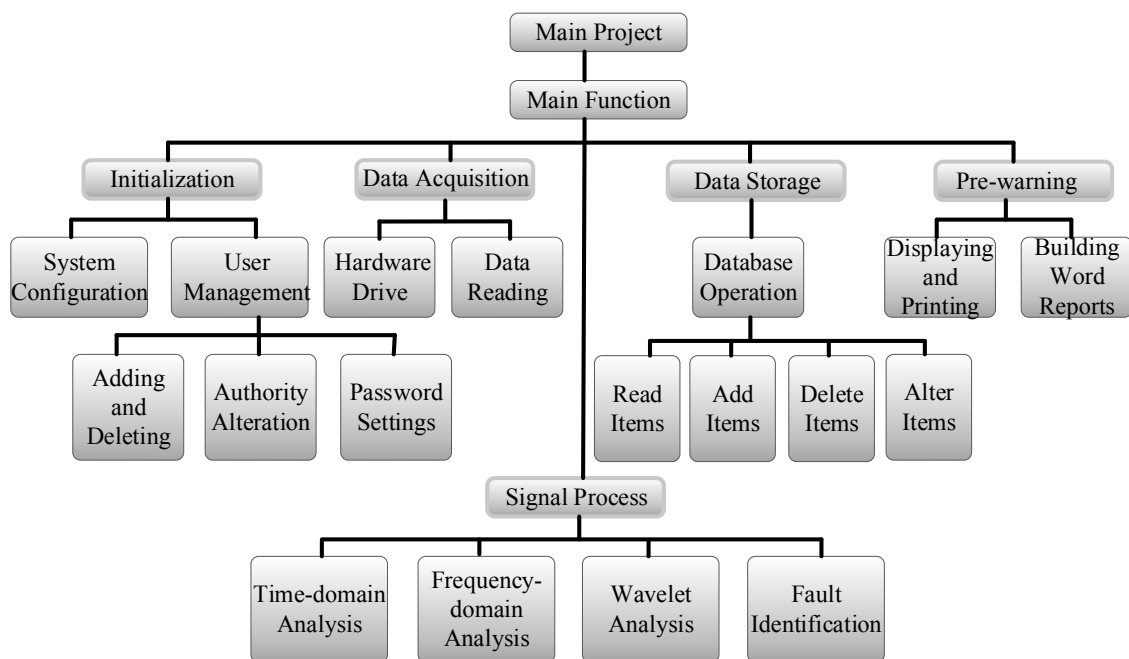 Main Project
Main Function
Initialization
Data Acquisition
Data Storage
Pre-warning
System
Configuration
User
Management
Hardware
Drive
Data
Reading
Database
Operation
Displaying
and
Printing
Building
Word
Reports
Adding
and
Deleting
Authority
Alteration
Password
Settings
Read
Items
Add
Items
Delete
Items
Alter
Items
Signal Process
Time-domain
Analysis
Frequency-
domain
Analysis
Wavelet
Analysis
Fault
Identification